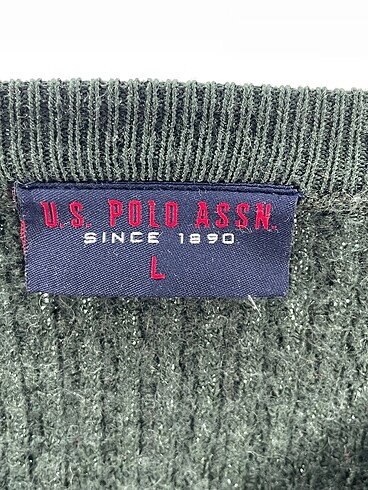 U.S. POLO ASSN.
SINCE 1890
L